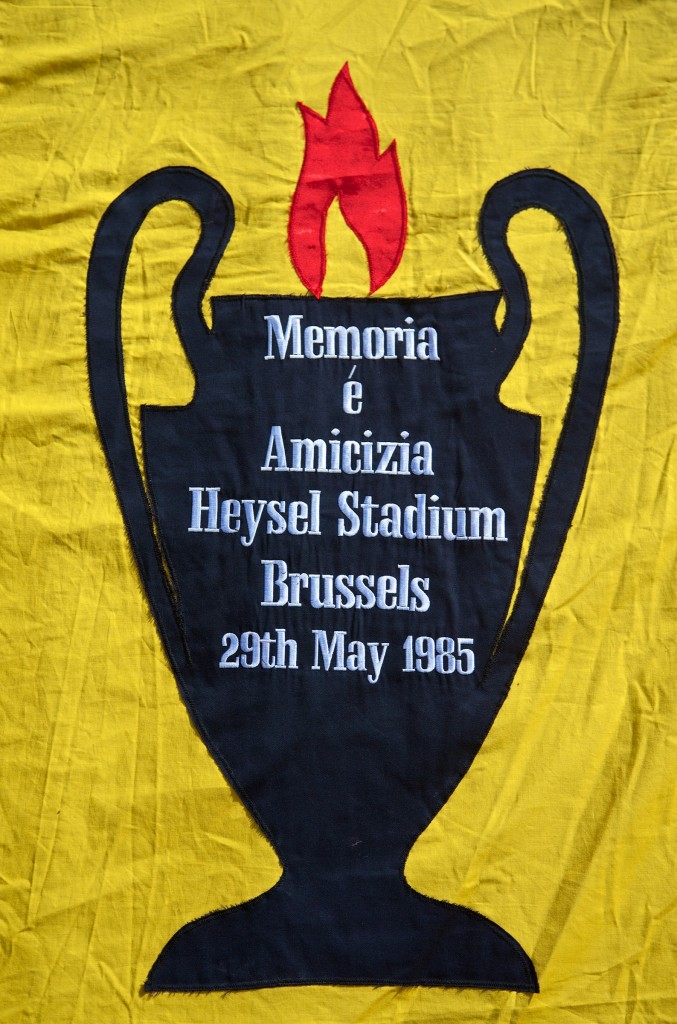 Memoria
é
Amicizia
Heysel Stadium
Brussels
29th May 1985